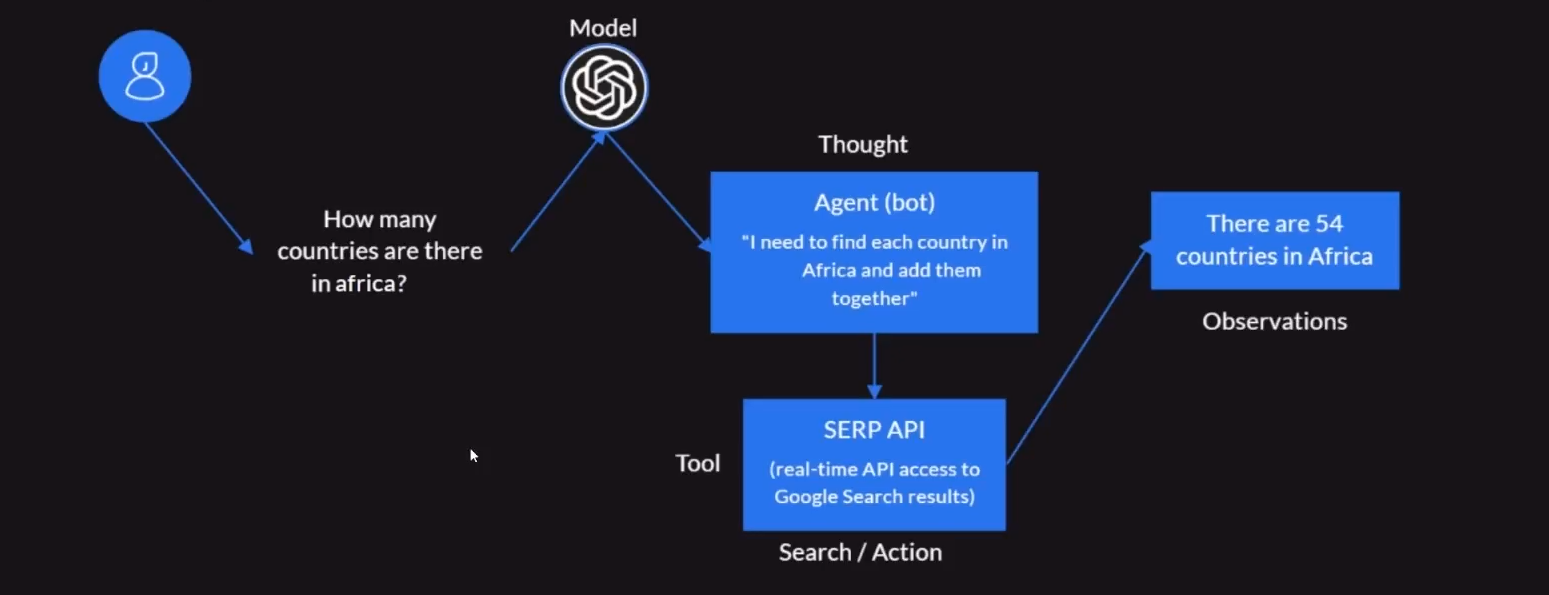 Model
How many
countries are there
in africa?
Thought
Agent (bot)
"I need to find each country in
Africa and add them
together"
There are 54
countries in Africa
Observations
SERP API
(real-time API access to
Google Search results)
Tool
Search / Action